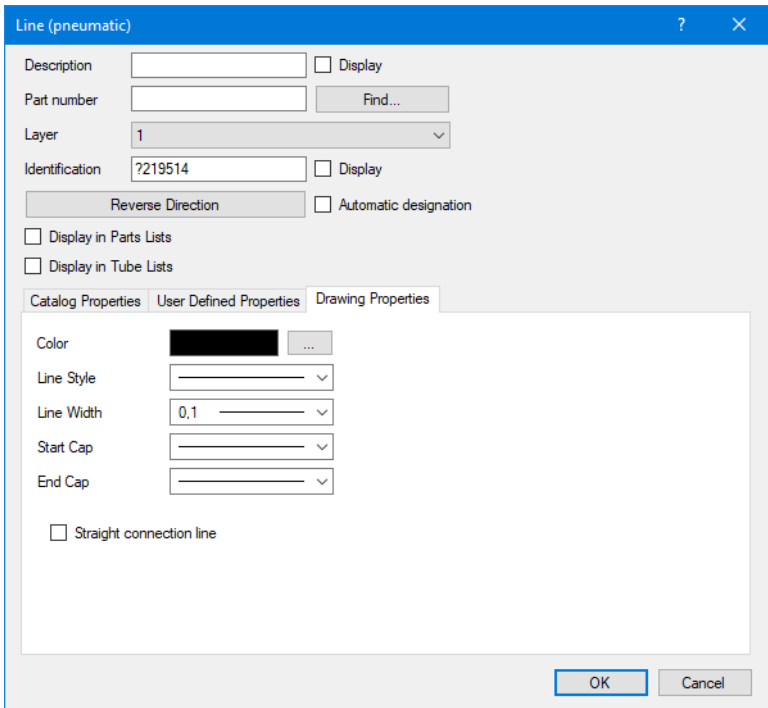 Line (pneumatic) ?
Description Display
Part number Find...
Layer 1
Identification ?219514 Display
Reverse Direction Automatic designation
Display in Parts Lists
Display in Tube Lists
Catalog Properties User Defined Properties Drawing Properties
Color ...
Line Style
Line Width 0,1
Start Cap
End Cap
Straight connection line
OK Cancel